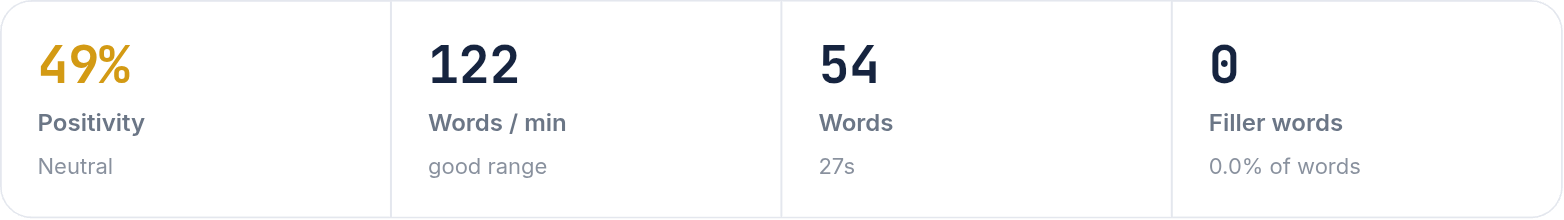 49%
Positivity
Neutral
122
Words / min
good range
54
Words
27s
0
Filler words
0.0% of words